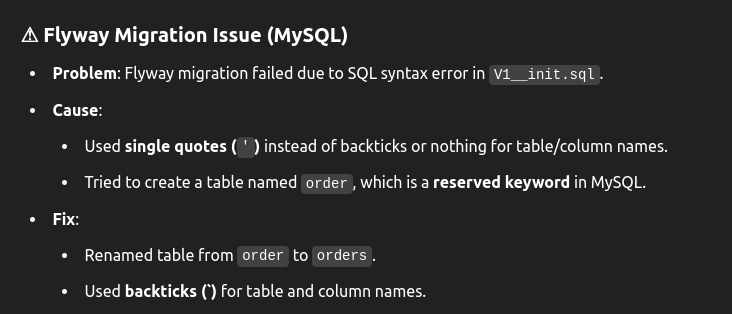 ⚠ Flyway Migration Issue (MySQL)
• Problem: Flyway migration failed due to SQL syntax error in V1__init.sql.
• Cause:
• Used single quotes (') instead of backticks or nothing for table/column names.
• Tried to create a table named order, which is a reserved keyword in MySQL.
• Fix:
• Renamed table from order to orders.
• Used backticks (`) for table and column names.